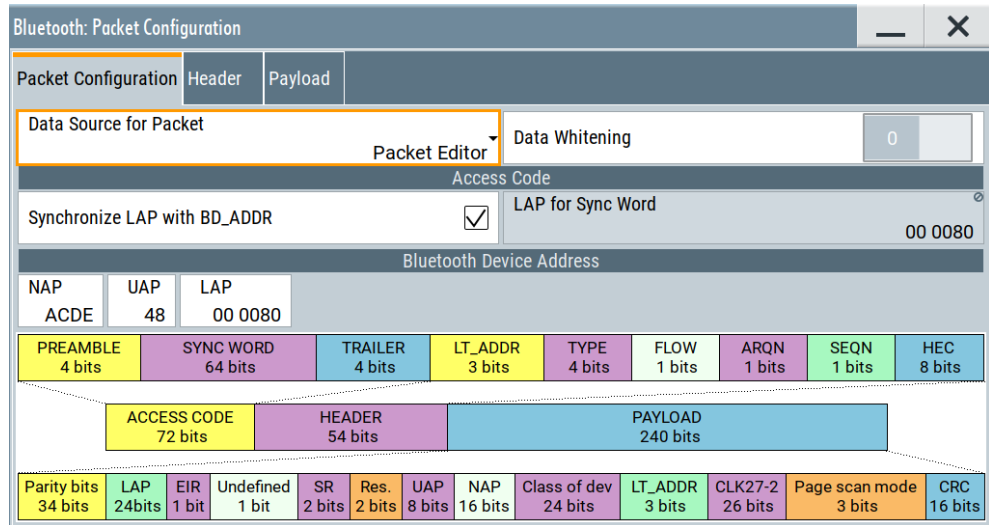 Bluetooth: Packet Configuration
Packet Configuration Header Payload
Data Source for Packet
Packet Editor
Data Whitening
0
Access Code
Synchronize LAP with BD_ADDR
LAP for Sync Word
00 0080
Bluetooth Device Address
NAP UAP LAP
ACDE 48 00 0080
PREAMBLE SYNC WORD TRAILER LT_ADDR TYPE FLOW ARQN SEQN HEC
4 bits 64 bits 4 bits 3 bits 4 bits 1 bits 1 bits 1 bits 8 bits
ACCESS CODE HEADER PAYLOAD
72 bits 54 bits 240 bits
Parity bits LAP EIR Undefined SR Res. UAP NAP Class of dev LT_ADDR CLK27-2 Page scan mode CRC
34 bits 24bits 1 bit 1 bit 2 bits 2 bits 8 bits 16 bits 24 bits 3 bits 26 bits 3 bits 16 bits